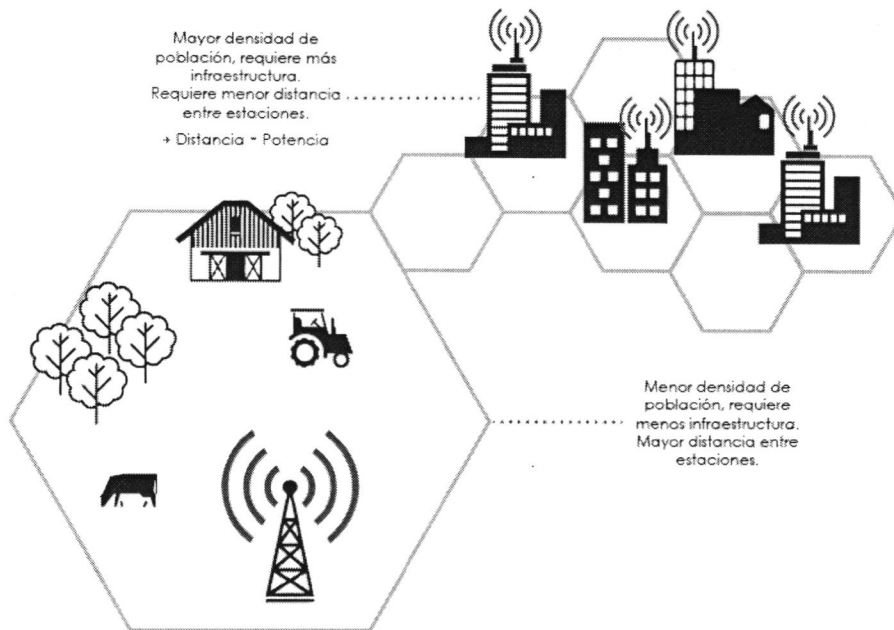 Mayor densidad de
población, requiere más
infraestructura.
Requiere menor distancia
entre estaciones.
+ Distancia ~ Potencia
Menor densidad de
población, requiere
menos infraestructura.
Mayor distancia entre
estaciones.